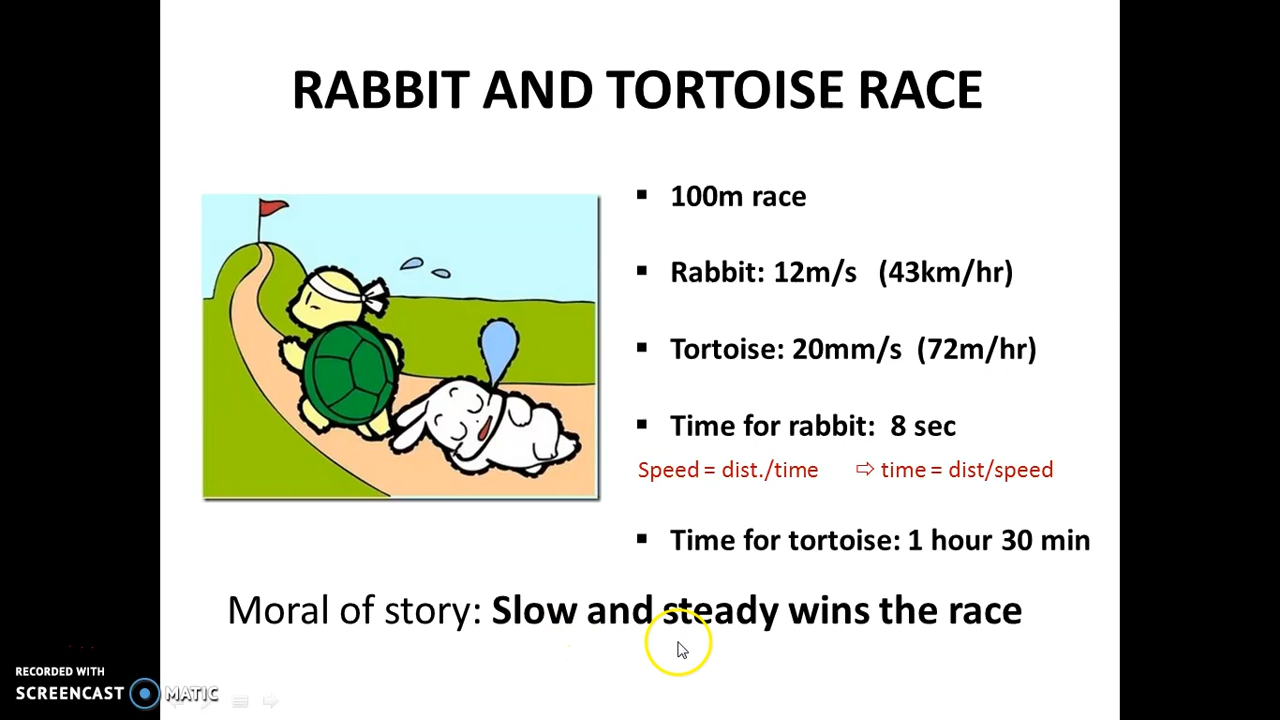 RABBIT AND TORTOISE RACE
▪ 100m race
▪ Rabbit: 12m/s (43km/hr)
▪ Tortoise: 20mm/s (72m/hr)
▪ Time for rabbit: 8 sec
Speed = dist./time ⇨ time = dist/speed
▪ Time for tortoise: 1 hour 30 min
Moral of story: Slow and steady wins the race
RECORDED WITH
SCREENCAST MATIC